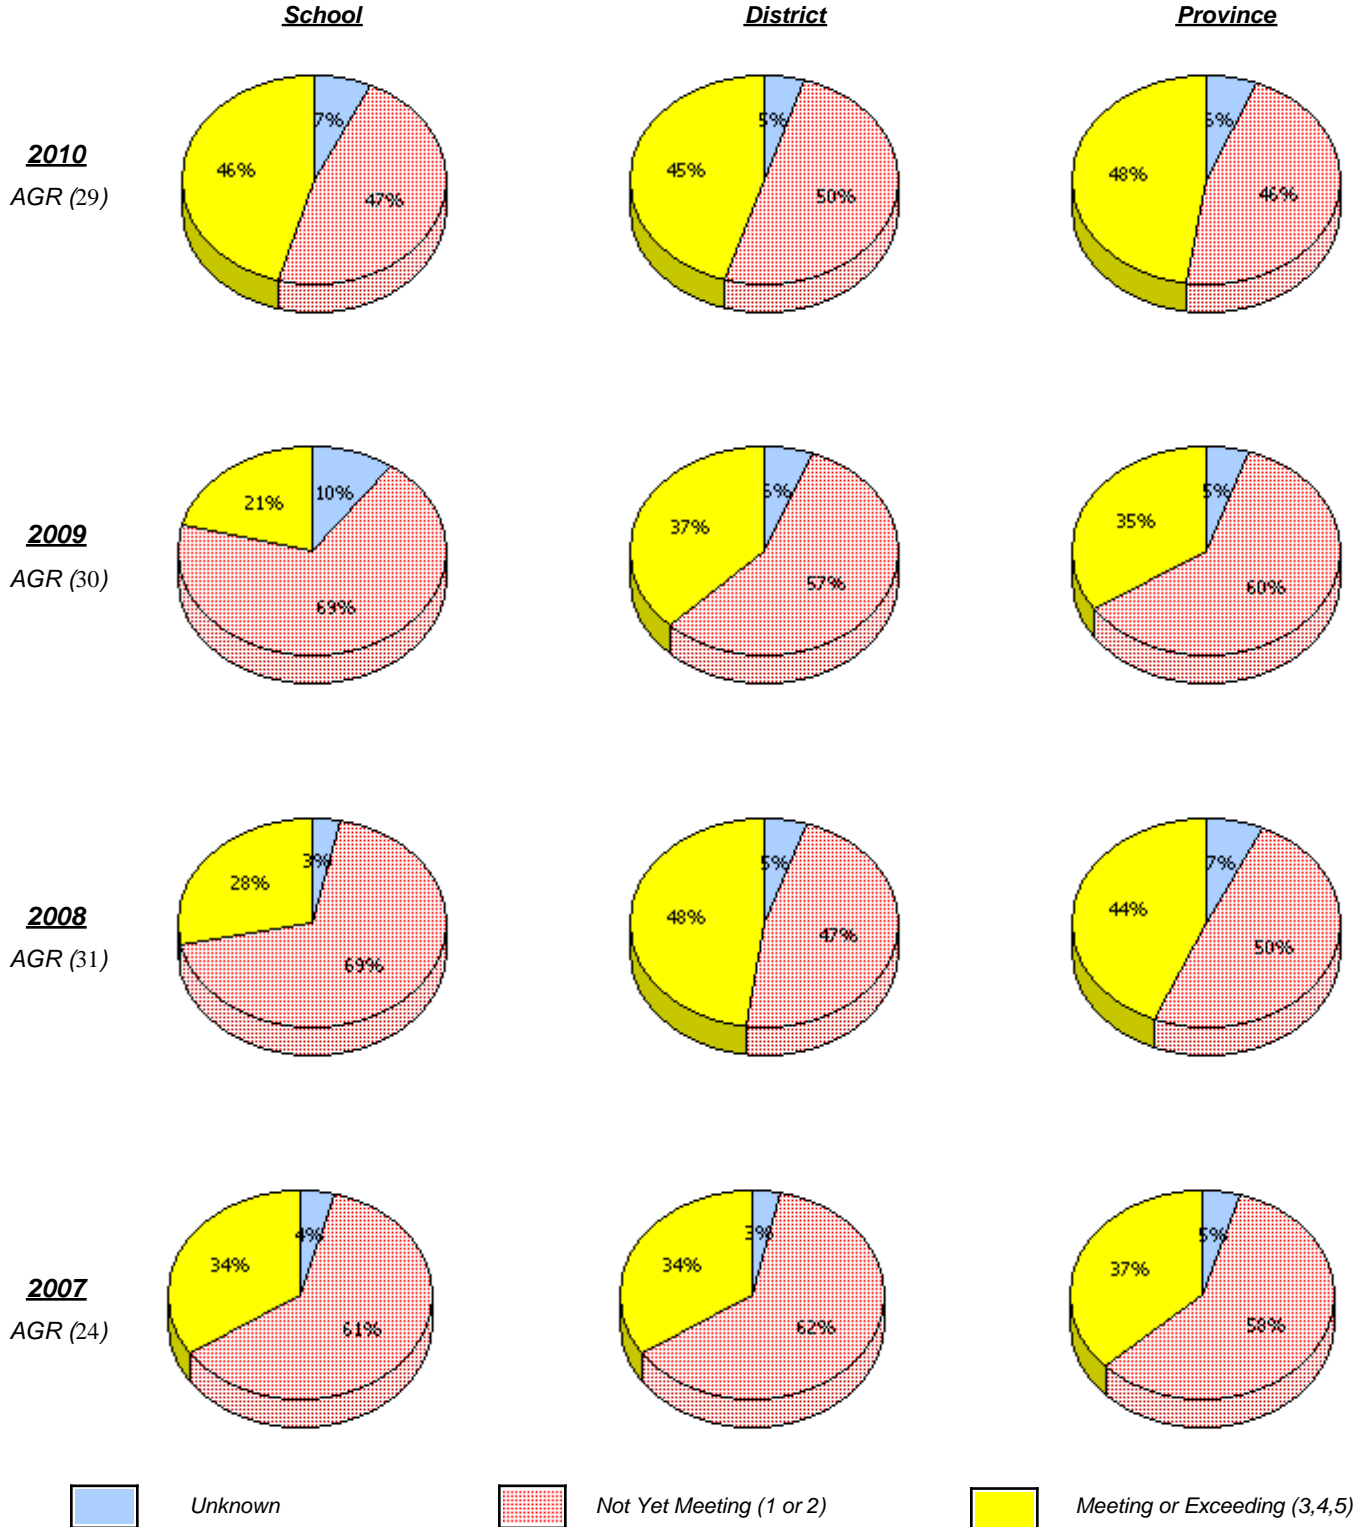 School District Province
7% 5% 6%
46% 45% 48%
2010
AGR (29)
47% 50% 46%
10% 6% 5%
21% 37% 35%
2009
AGR (30)
69% 57% 60%
3% 5% 7%
28% 48% 44%
2008
AGR (31)
69% 47% 50%
4% 3% 5%
34% 34% 37%
2007
AGR (24)
61% 62% 58%
Unknown Not Yet Meeting (1 or 2) Meeting or Exceeding (3,4,5)